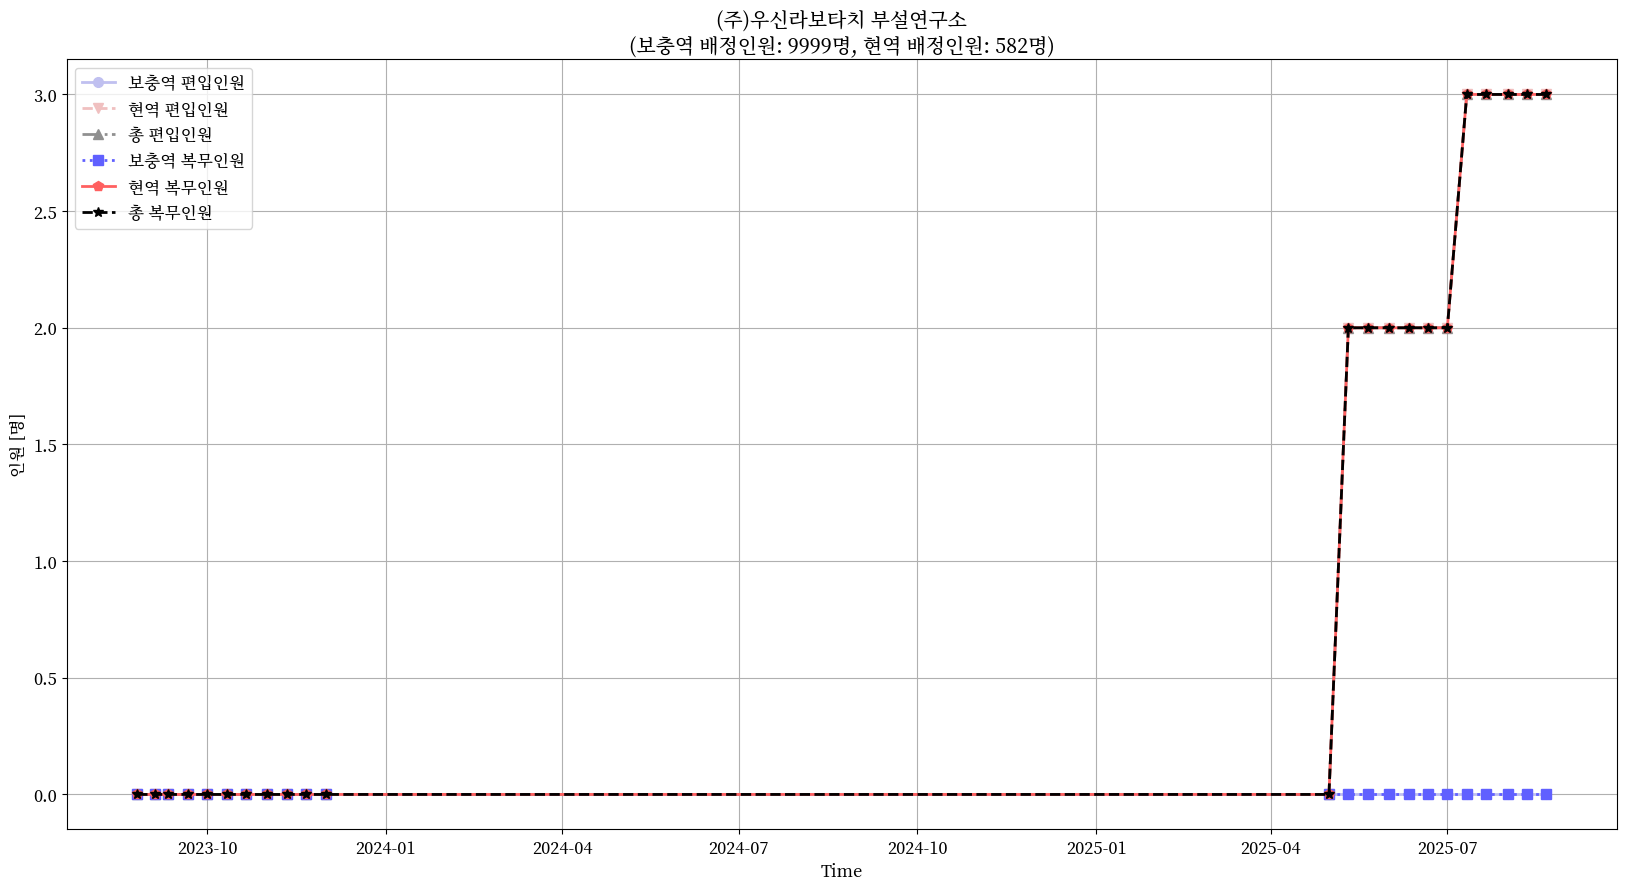 (주)우신라보타치 부설연구소
(보충역 배정인원: 9999명, 현역 배정인원: 582명)
보충역 편입인원
현역 편입인원
총 편입인원
보충역 복무인원
현역 복무인원
총 복무인원
인원 [명]
3.0
2.5
2.0
1.5
1.0
0.5
0.0
2023-10
2024-01
2024-04
2024-07
2024-10
2025-01
2025-04
2025-07
Time